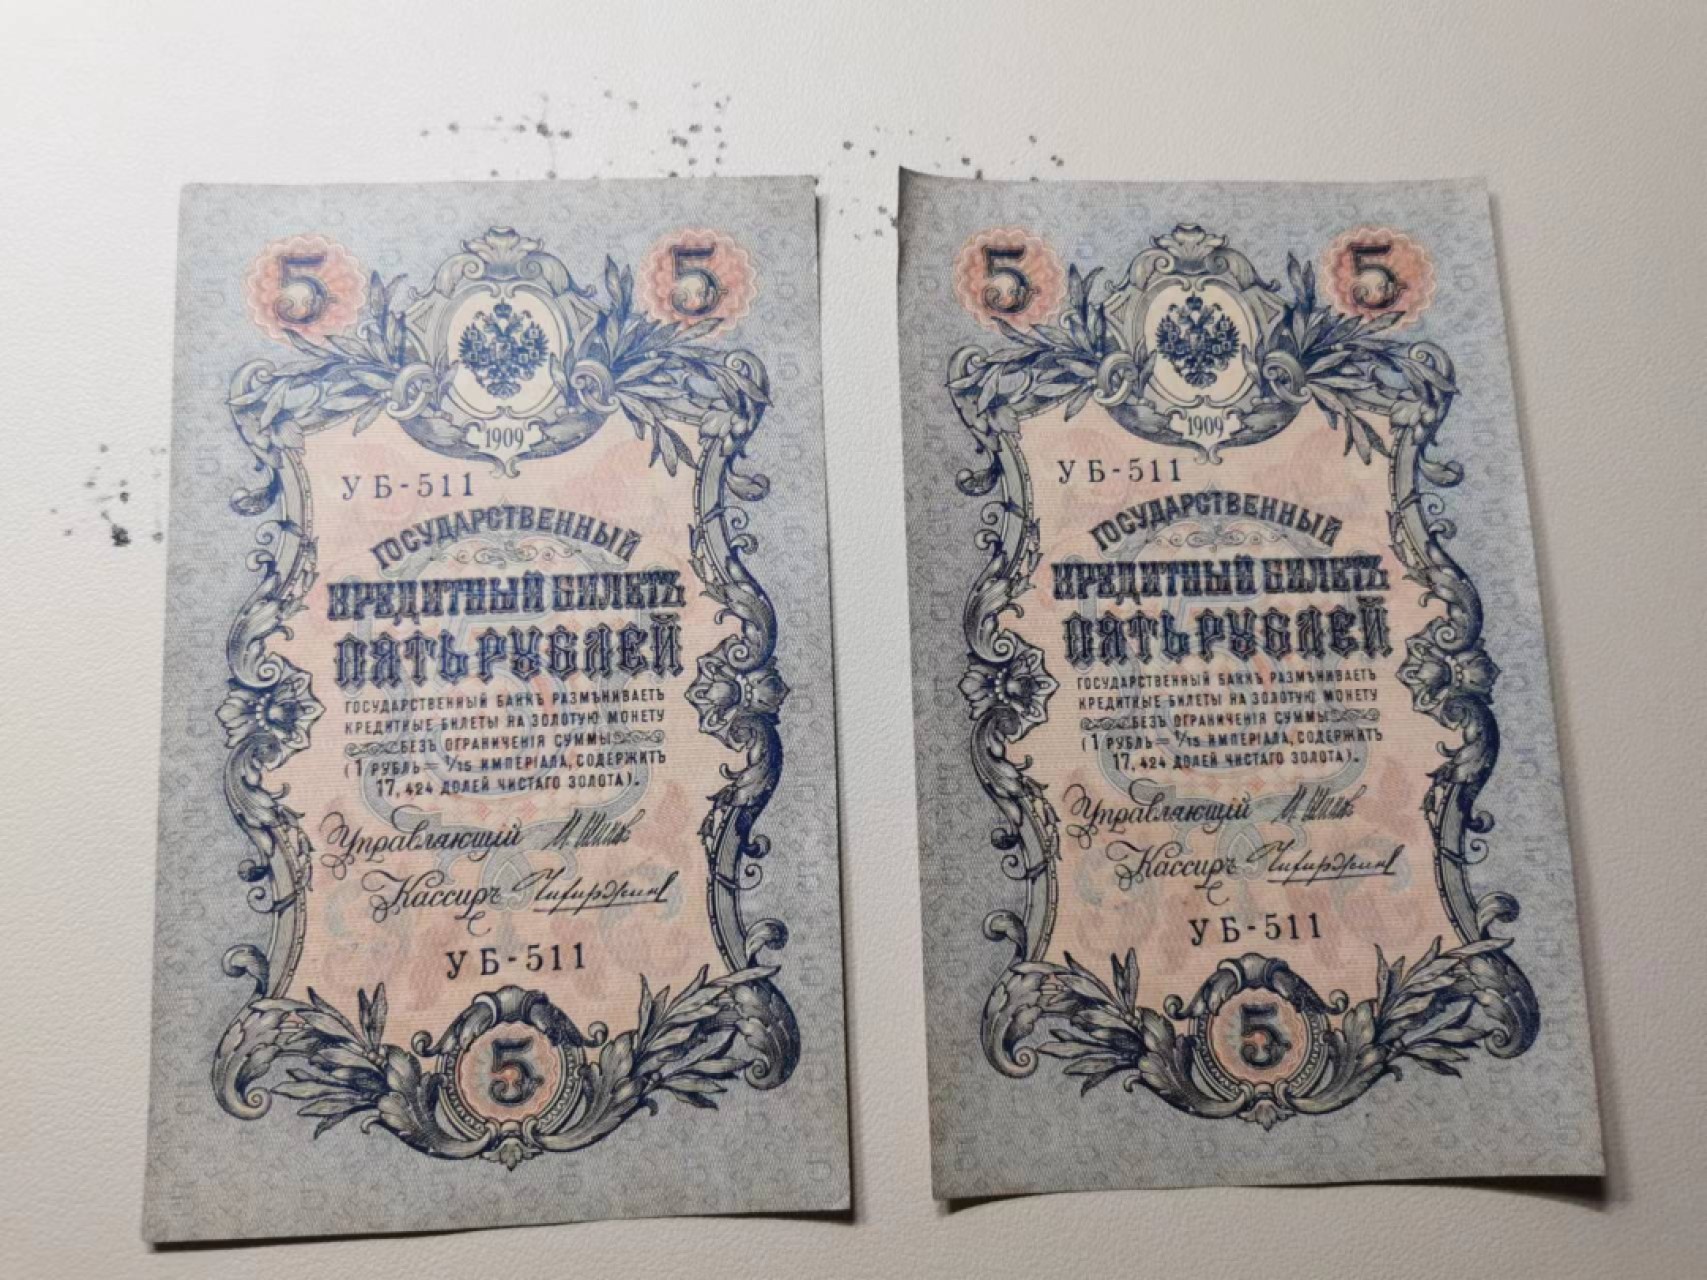 5 5
1909
УБ-511
ГОСУДАРСТВЕННЫЙ
КРЕДИТНЫЙ БИЛЕТЪ
ПЯТЬ РУБЛЕЙ
ГОСУДАРСТВЕННЫЙ БАНКЪ РАЗМѢНИВАЕТЪ
КРЕДИТНЫЕ БИЛЕТЫ НА ЗОЛОТУЮ МОНЕТУ
БЕЗЪ ОГРАНИЧЕНІЯ СУММЫ
(1 РУБЛЬ = 1/15 ИМПЕРІАЛА, СОДЕРЖИТЪ
17,424 ДОЛЕЙ ЧИСТАГО ЗОЛОТА).
Управляющій
Кассиръ
УБ-511
5
5 5
1909
УБ-511
ГОСУДАРСТВЕННЫЙ
КРЕДИТНЫЙ БИЛЕТЪ
ПЯТЬ РУБЛЕЙ
ГОСУДАРСТВЕННЫЙ БАНКЪ РАЗМѢНИВАЕТЪ
КРЕДИТНЫЕ БИЛЕТЫ НА ЗОЛОТУЮ МОНЕТУ
БЕЗЪ ОГРАНИЧЕНІЯ СУММЫ
(1 РУБЛЬ = 1/15 ИМПЕРІАЛА, СОДЕРЖИТЪ
17,424 ДОЛЕЙ ЧИСТАГО ЗОЛОТА).
Управляющій
Кассиръ
УБ-511
5